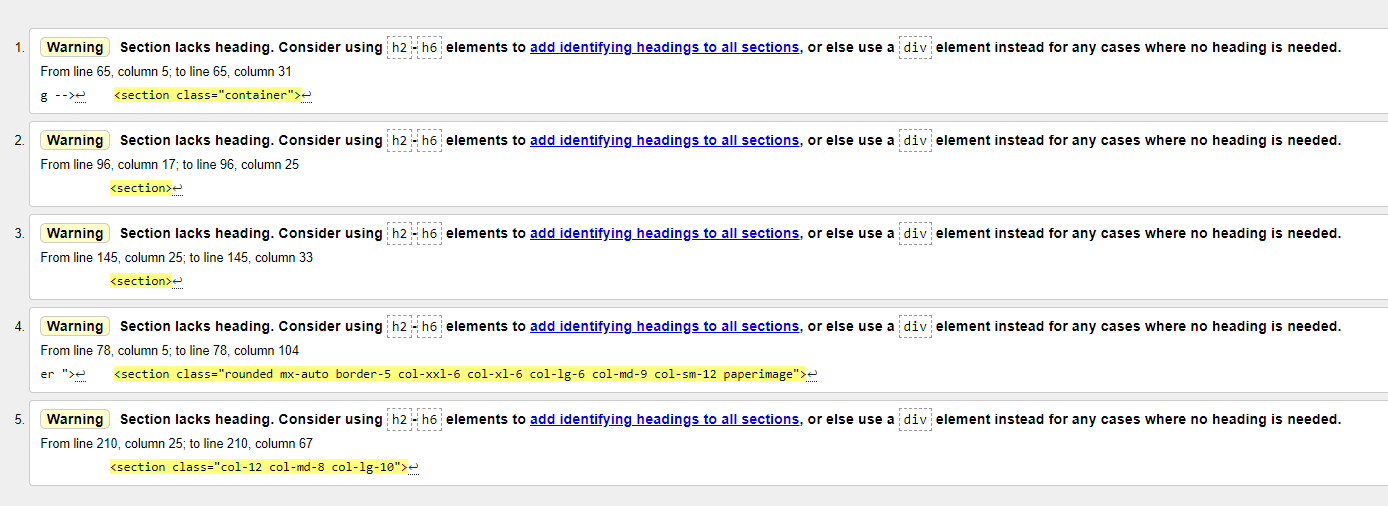 1. Warning Section lacks heading. Consider using h2-h6 elements to add identifying headings to all sections, or else use a div element instead for any cases where no heading is needed.
From line 65, column 5; to line 65, column 31
g -->↩ <section class="container">↩
2. Warning Section lacks heading. Consider using h2-h6 elements to add identifying headings to all sections, or else use a div element instead for any cases where no heading is needed.
From line 96, column 17; to line 96, column 25
<section>↩
3. Warning Section lacks heading. Consider using h2-h6 elements to add identifying headings to all sections, or else use a div element instead for any cases where no heading is needed.
From line 145, column 25; to line 145, column 33
<section>↩
4. Warning Section lacks heading. Consider using h2-h6 elements to add identifying headings to all sections, or else use a div element instead for any cases where no heading is needed.
From line 78, column 5; to line 78, column 104
er ">↩ <section class="rounded mx-auto border-5 col-xxl-6 col-xl-6 col-lg-6 col-md-9 col-sm-12 paperimage">↩
5. Warning Section lacks heading. Consider using h2-h6 elements to add identifying headings to all sections, or else use a div element instead for any cases where no heading is needed.
From line 210, column 25; to line 210, column 67
<section class="col-12 col-md-8 col-lg-10">↩